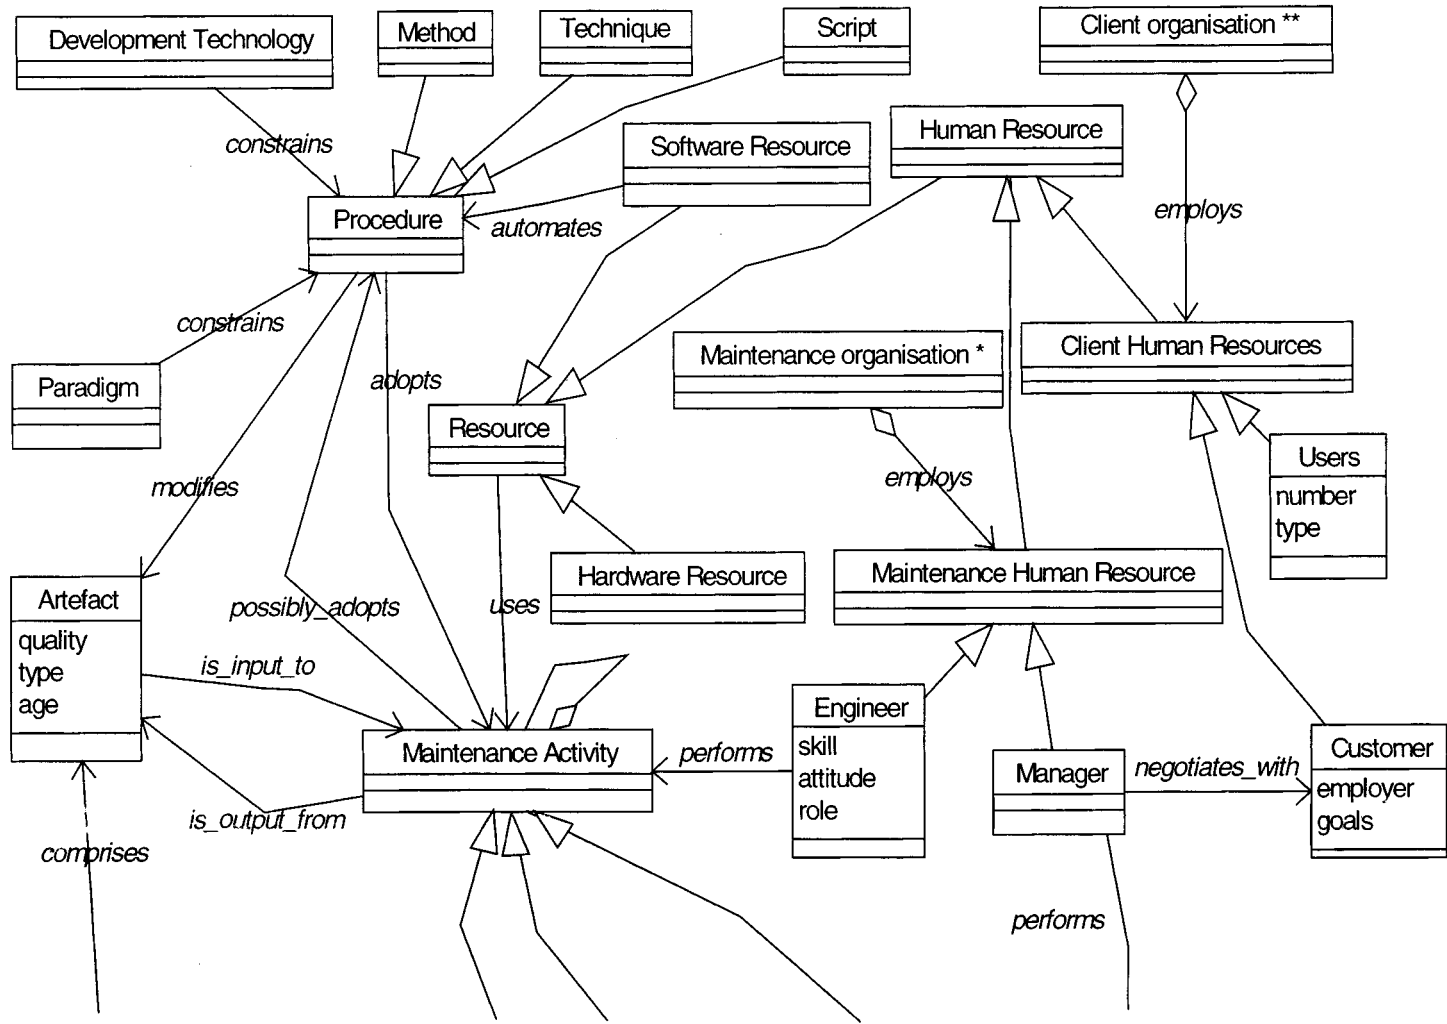 Development Technology
Method
Technique
Script
Client organisation **
constrains
Software Resource
Human Resource
Procedure
automates
employs
constrains
Paradigm
adopts
Maintenance organisation *
Client Human Resources
Resource
modifies
employs
Users
number
type
Hardware Resource
Maintenance Human Resource
Artefact
quality
type
age
possibly_adopts
uses
is_input_to
Engineer
skill
attitude
role
Maintenance Activity
performs
Manager
negotiates_with
Customer
employer
goals
is_output_from
comprises
performs